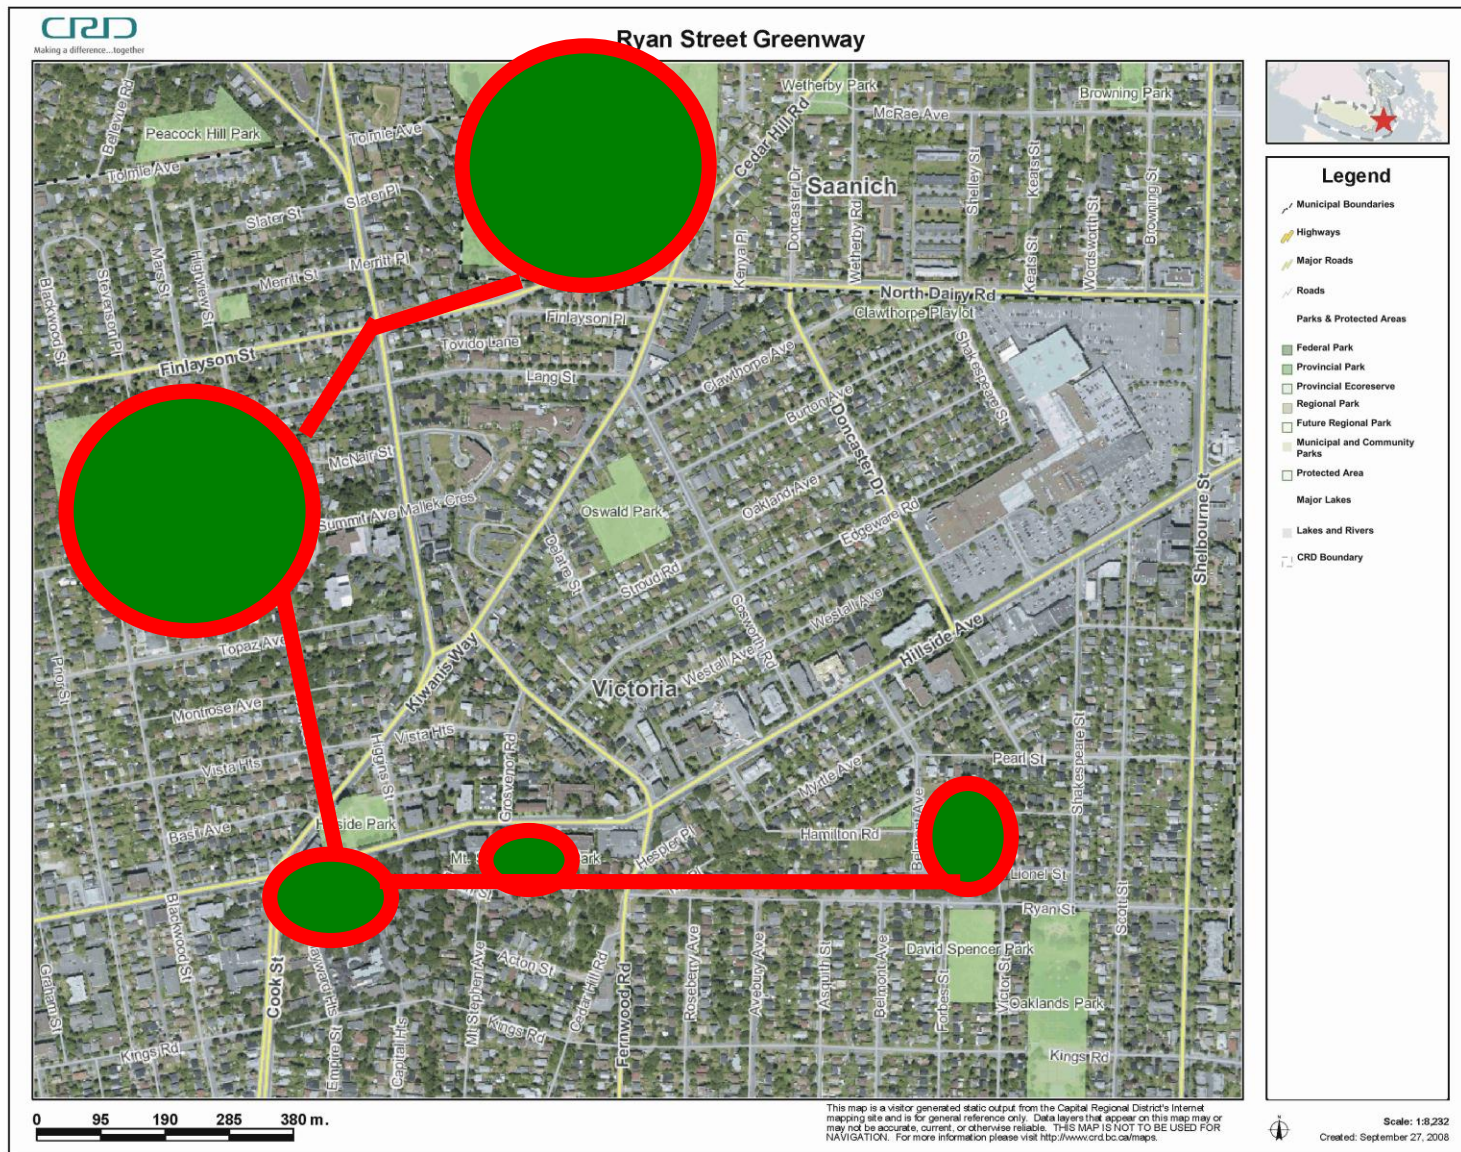 CRD
Making a difference...together
Ryan Street Greenway
Bellevue Rd
Peacock Hill Park
Tolmie Ave
Tolmie Ave
Wetherby Park
McRae Ave
Browning Park
Cedar Hill Rd
Saanich
Slater St
Slater Pl
Kenya Pl
Doncaster Dr
Wetherby Rd
Shelley St
Keats St
Keats St
Wordsworth St
Browning St
Blackwood St
Stevenson Pl
Mars St
Highview St
Merritt St
Merritt Pl
North Dairy Rd
Clawthorpe Playlot
Finlayson St
Finlayson Pl
Tovido Lane
Lang St
Clawthorpe Ave
Shakespeare St
Burton Ave
Doncaster Dr
McNair St
Summit Ave
Mallek Cres
Oswald Park
Oakland Ave
Edgeware Rd
Shelbourne St
Delatre St
Stroud Rd
Gosworth Rd
Westall Ave
Westall Ave
Hillside Ave
Topaz Ave
Prior St
Kiwanis Way
Victoria
Montrose Ave
Vista Hts
Vista Hts
Higgins St
Grosvenor Rd
Pearl St
Shakespeare St
Myrtle Ave
Basil Ave
Hamilton Rd
Belmont Ave
Mt.
Hespler Pl
Lionel St
Ryan St
Scott St
Blackwood St
Graham St
Cook St
Acton St
David Spencer Park
Oaklands Park
Mt Stephen Ave
Cedar Hill Rd
Fernwood Rd
Roseberry Ave
Avebury Ave
Asquith St
Belmont Ave
Forbes St
Victor St
Kings Rd
Kings Rd
Kings Rd
Empire St
Capital Hts
Legend
Municipal Boundaries
Highways
Major Roads
Roads
Parks & Protected Areas
Federal Park
Provincial Park
Provincial Ecoreserve
Regional Park
Future Regional Park
Municipal and Community
Parks
Protected Area
Major Lakes
Lakes and Rivers
CRD Boundary
0 95 190 285 380 m.
This map is a visitor generated static output from the Capital Regional District's Internet
mapping site and is for general reference only. Data layers that appear on this map may or
may not be accurate, current, or otherwise reliable. THIS MAP IS NOT TO BE USED FOR
NAVIGATION. For more information please visit http://www.crd.bc.ca/maps.
N
Scale: 1:8,232
Created: September 27, 2008